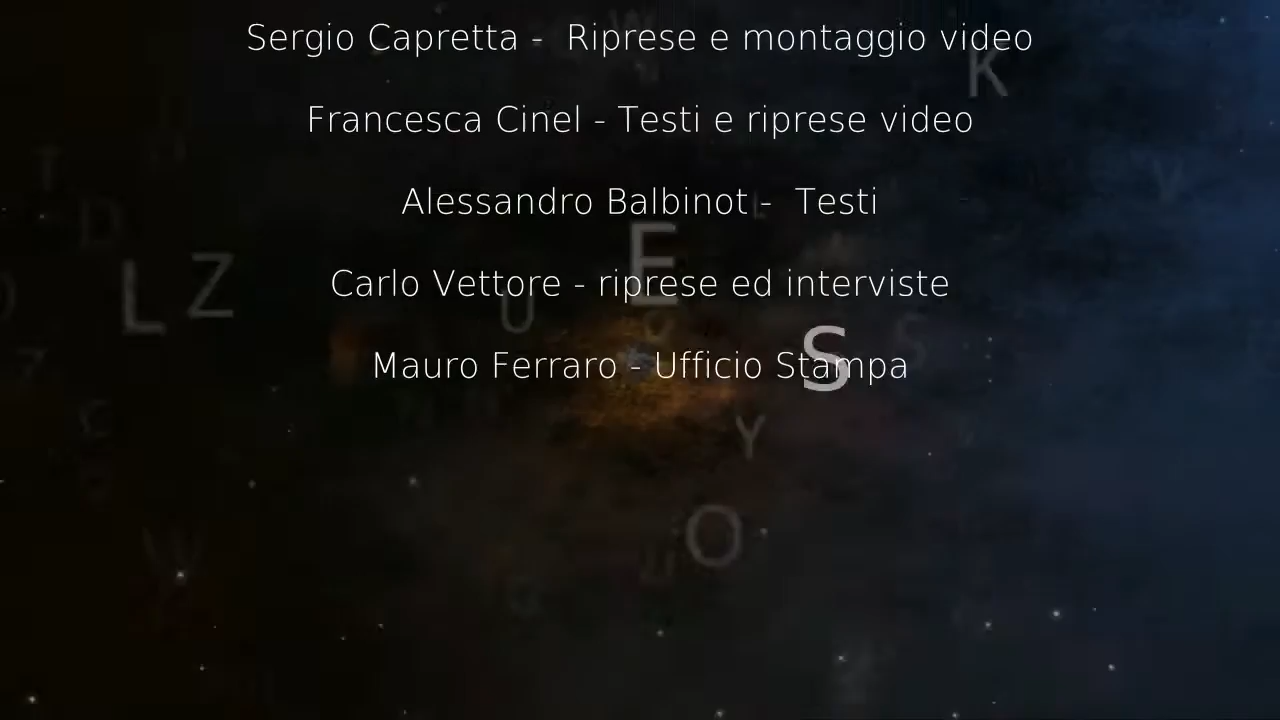 Sergio Capretta -  Riprese e montaggio video
Francesca Cinel - Testi e riprese video
Alessandro Balbinot -  Testi
Carlo Vettore - riprese ed interviste
Mauro Ferraro - Ufficio Stampa